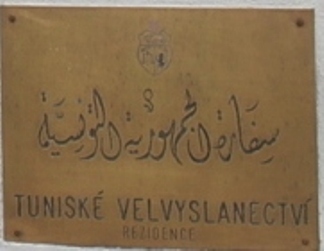 سفارة الجمهورية التونسية
TUNISKÉ VELVYSLANECTVÍ
REZIDENCE